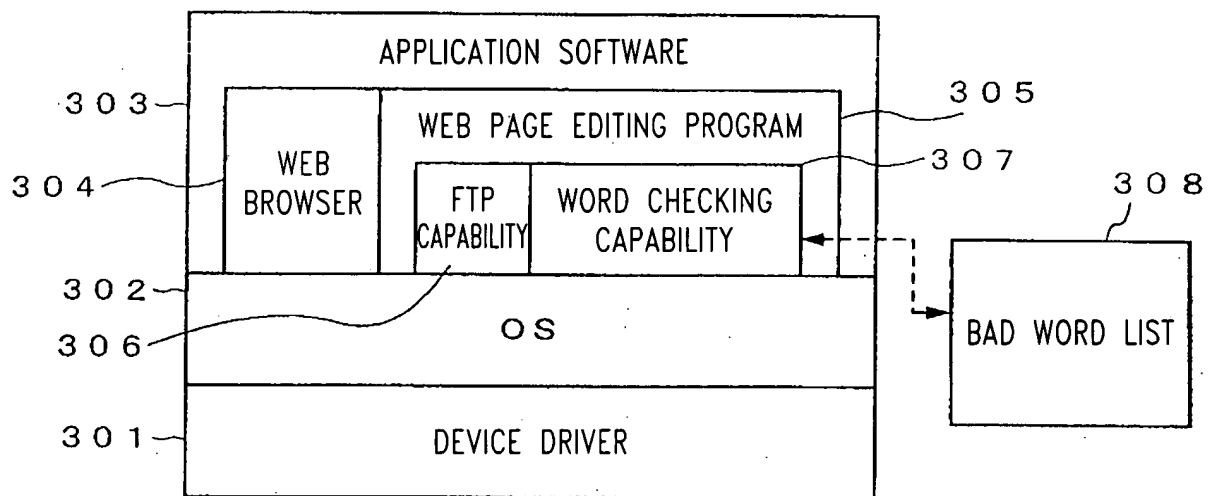 APPLICATION SOFTWARE
303
305
WEB PAGE EDITING PROGRAM
307
304
WEB
BROWSER
FTP
CAPABILITY
WORD CHECKING
CAPABILITY
308
302
306
OS
BAD WORD LIST
301
DEVICE DRIVER